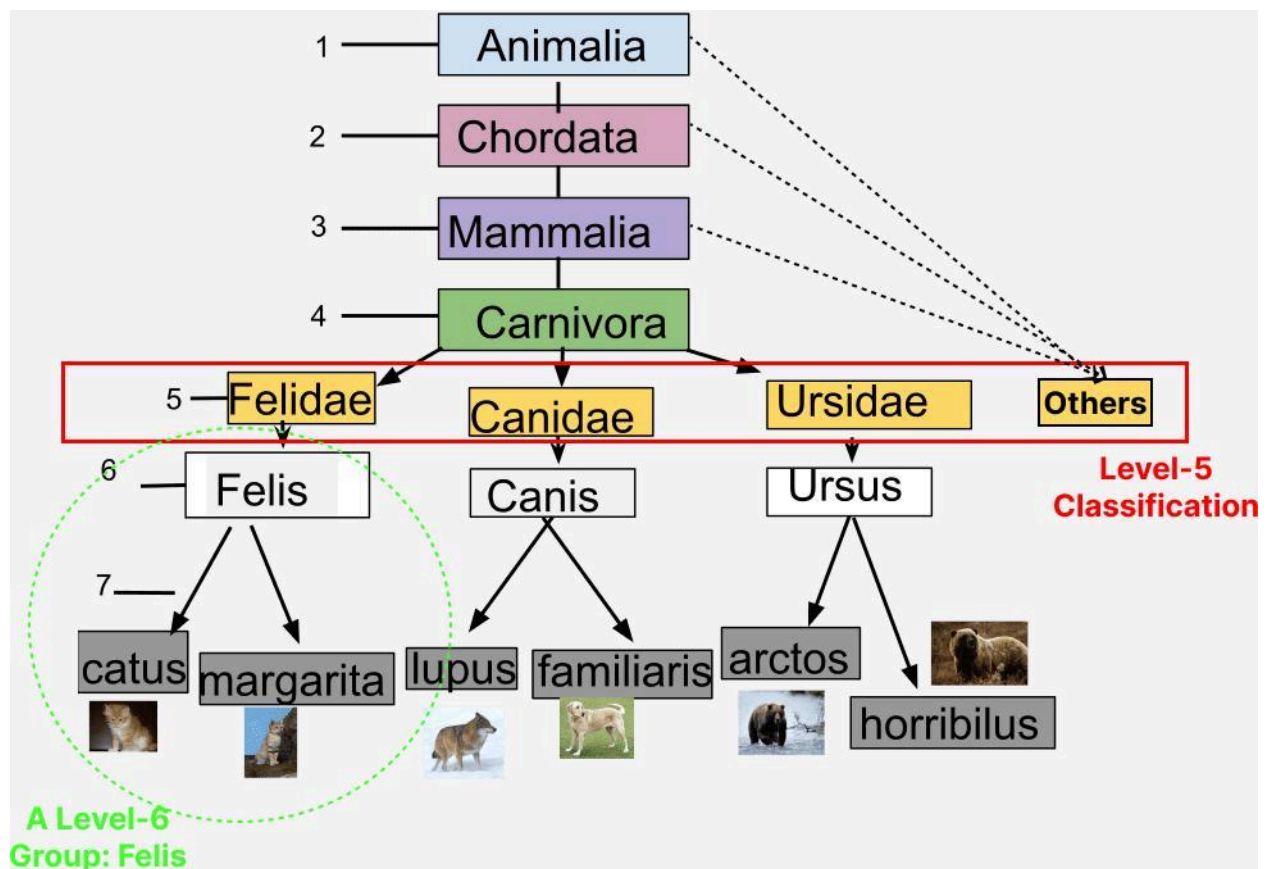 1
Animalia
2
Chordata
3
Mammalia
4
Carnivora
5
Felidae
Canidae
Ursidae
Others
Level-5
Classification
6
Felis
Canis
Ursus
7
catus
margarita
lupus
familiaris
arctos
horribilus
A Level-6
Group: Felis